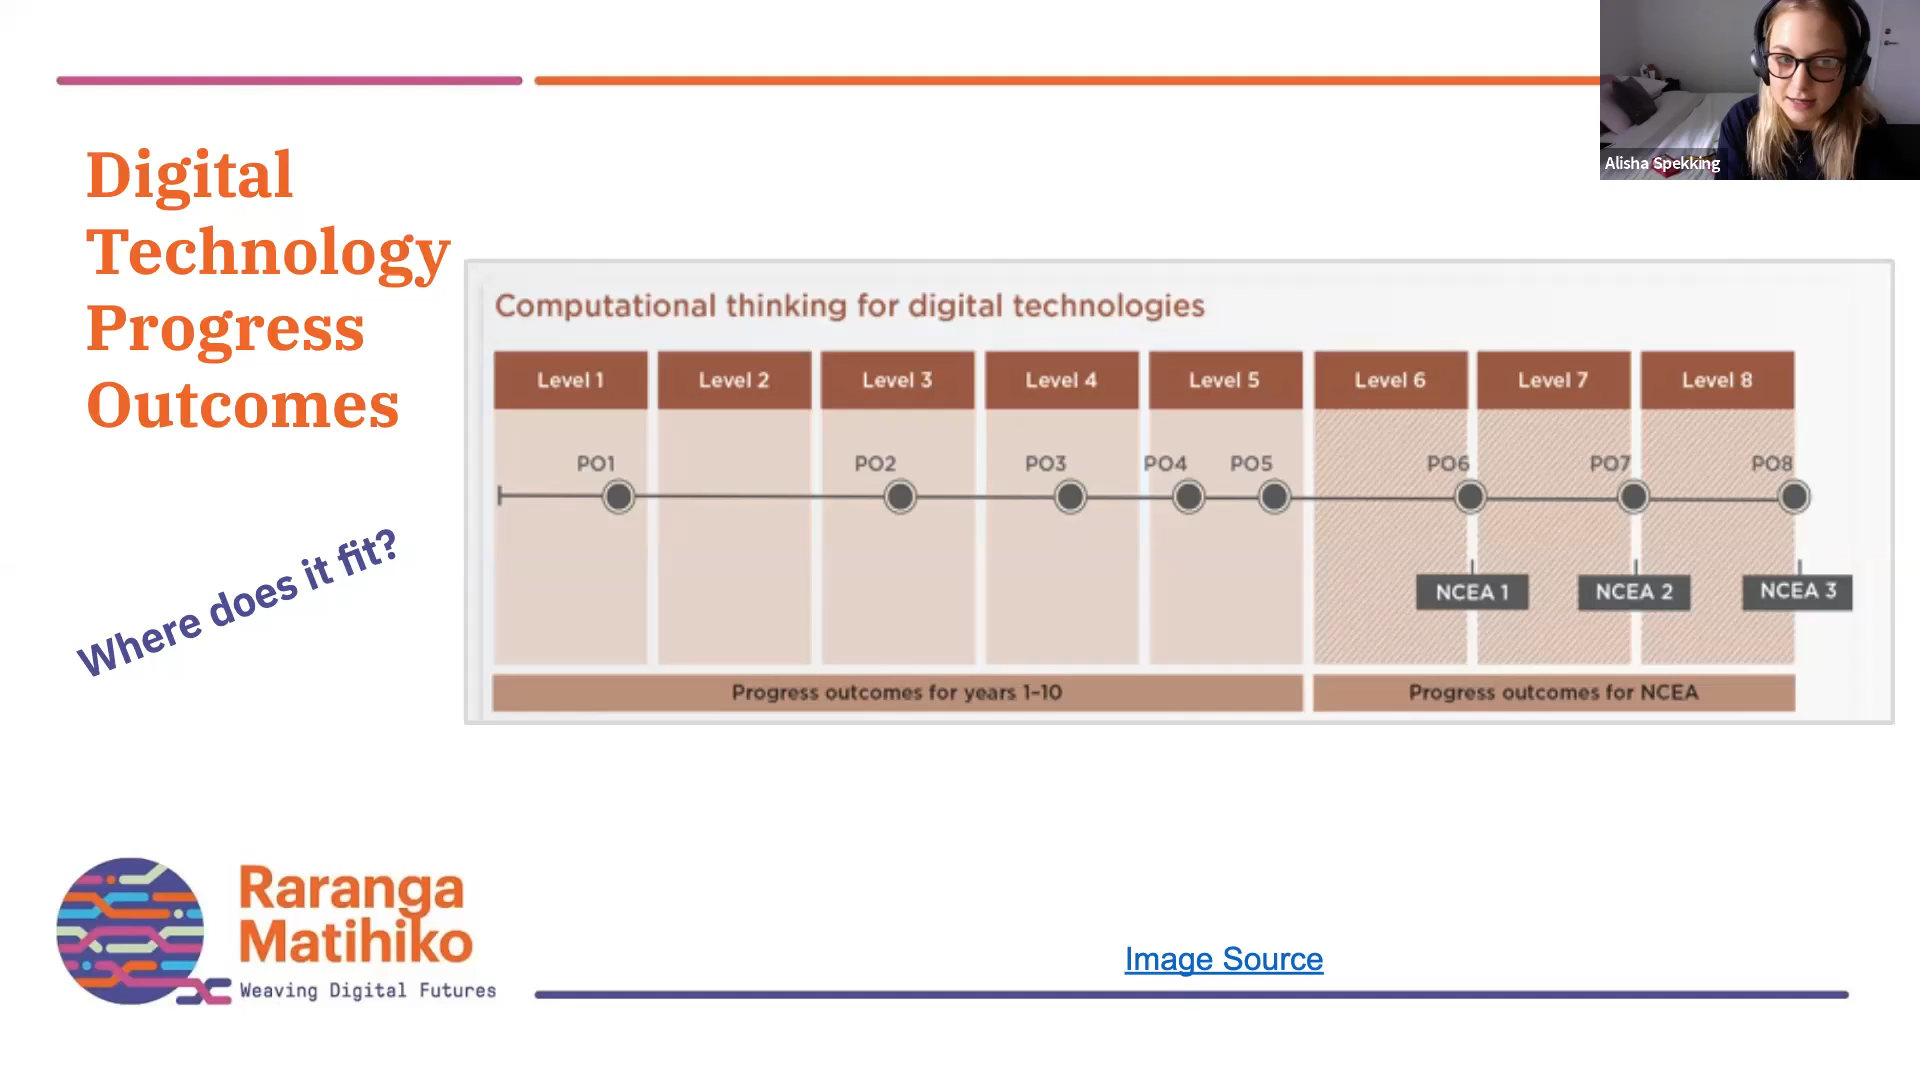 Alisha Spekking
Digital
Technology
Progress
Outcomes
Where does it fit?
Computational thinking for digital technologies
Level 1 Level 2 Level 3 Level 4 Level 5 Level 6 Level 7 Level 8
PO1 PO2 PO3 PO4 PO5 PO6 PO7 PO8
NCEA 1 NCEA 2 NCEA 3
Progress outcomes for years 1–10 Progress outcomes for NCEA
Raranga
Matihiko
Weaving Digital Futures
Image Source